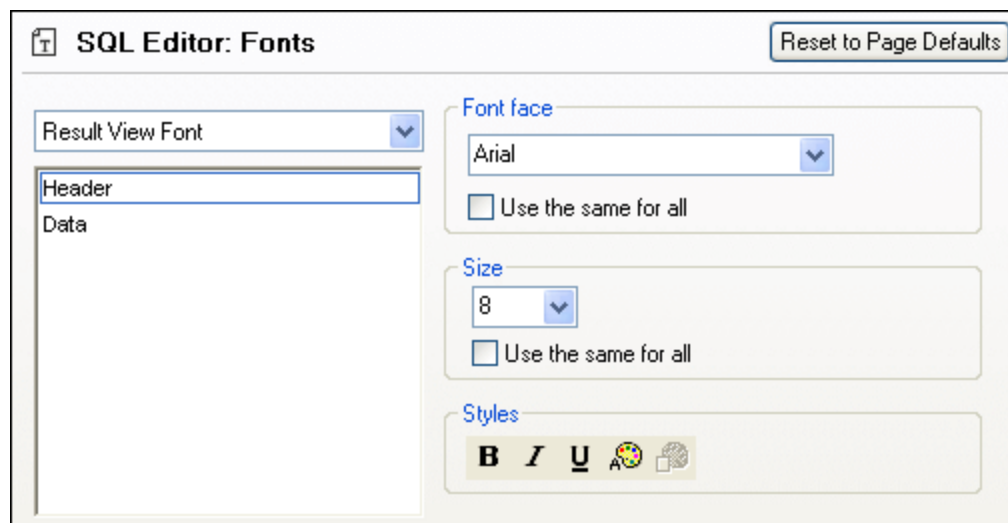 SQL Editor: Fonts
Reset to Page Defaults
Result View Font
Header
Data
Font face
Arial
Use the same for all
Size
8
Use the same for all
Styles
B I U A